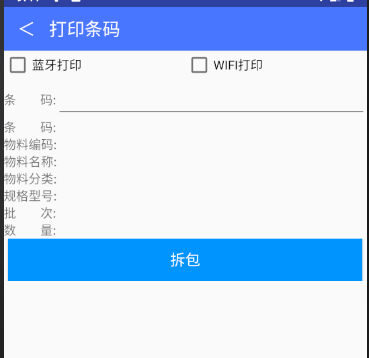 < 打印条码
蓝牙打印 WIFI打印
条 码:
条 码:
物料编码:
物料名称:
物料分类:
规格型号:
批 次:
数 量:
拆包